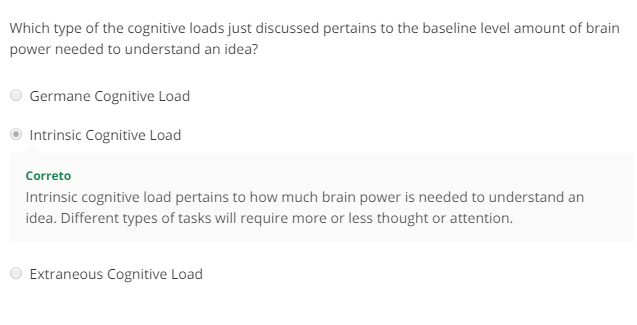 Which type of the cognitive loads just discussed pertains to the baseline level amount of brain
power needed to understand an idea?
Germane Cognitive Load
Intrinsic Cognitive Load
Correto
Intrinsic cognitive load pertains to how much brain power is needed to understand an
idea. Different types of tasks will require more or less thought or attention.
Extraneous Cognitive Load